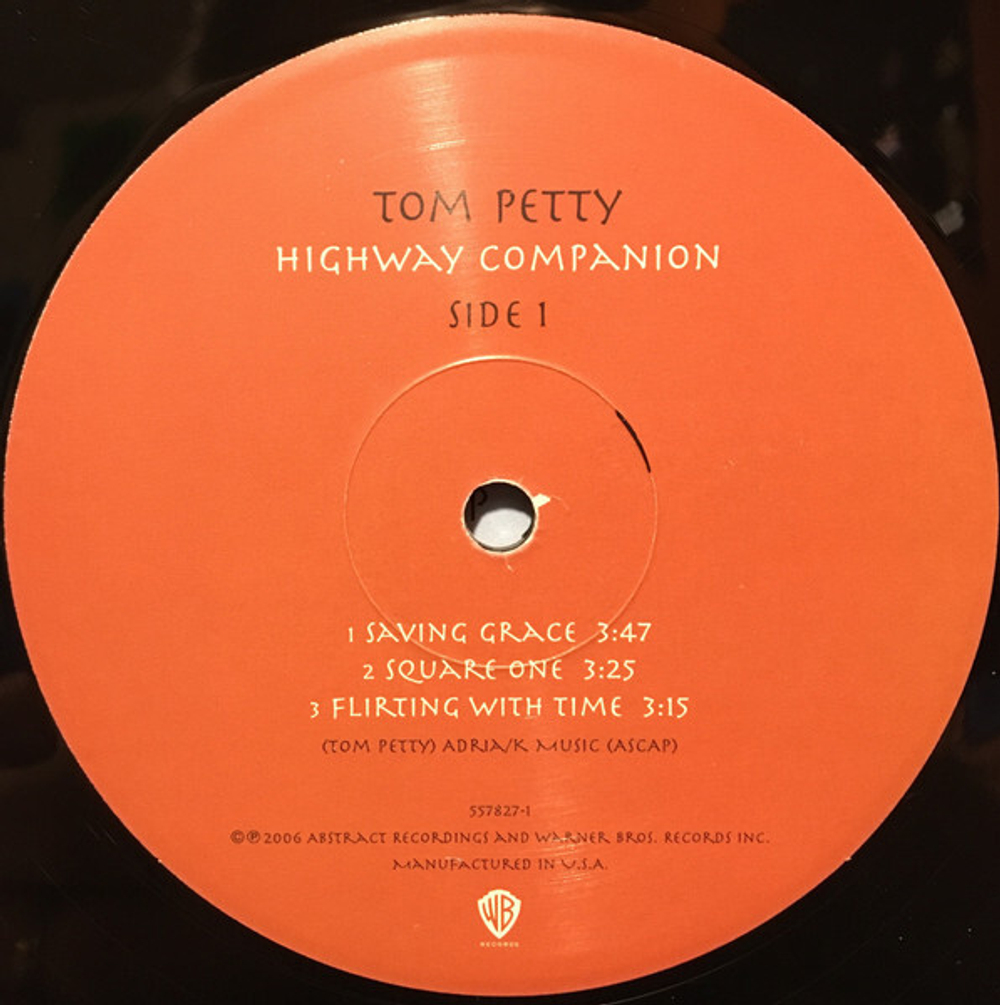 TOM PETTY
HIGHWAY COMPANION
SIDE 1
1 SAVING GRACE 3:47
2 SQUARE ONE 3:25
3 FLIRTING WITH TIME 3:15
(TOM PETTY) ADRIA/K MUSIC (ASCAP)
557827-1
©℗2006 ABSTRACT RECORDINGS AND WARNER BROS. RECORDS INC.
MANUFACTURED IN U.S.A.
WB
RECORDS